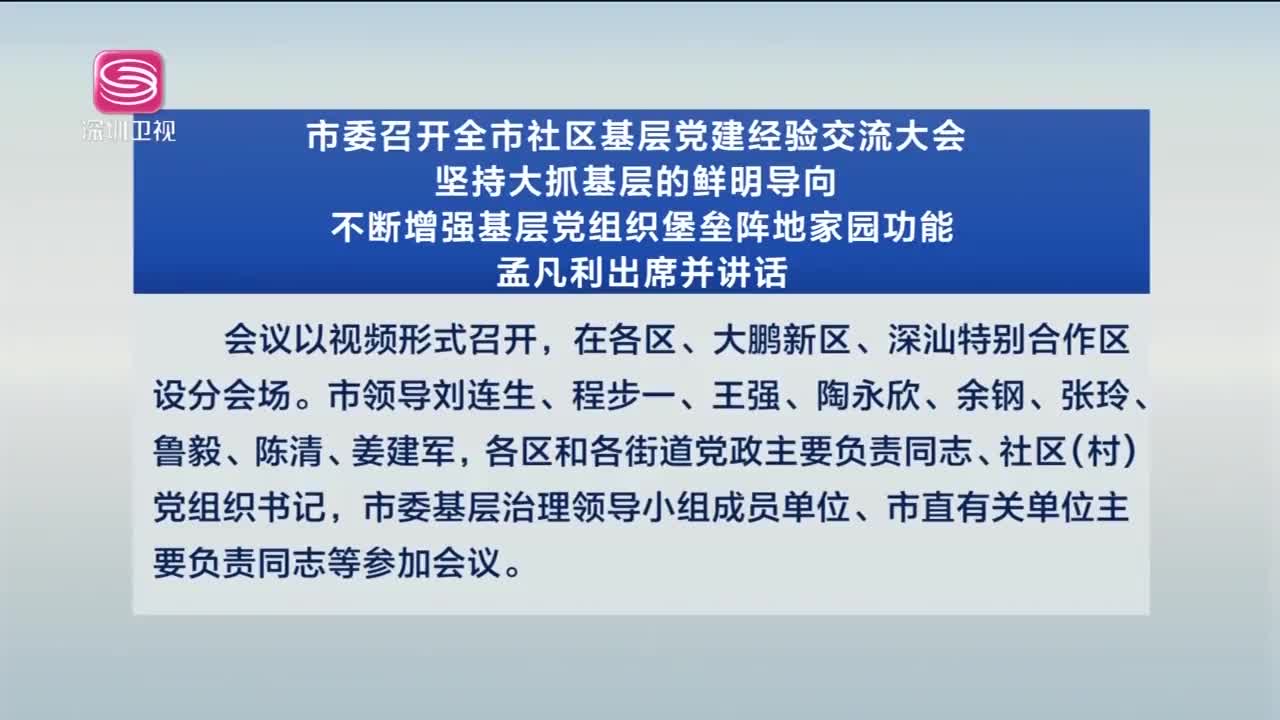 深圳卫视
市委召开全市社区基层党建经验交流大会
坚持大抓基层的鲜明导向
不断增强基层党组织堡垒阵地家园功能
孟凡利出席并讲话
会议以视频形式召开，在各区、大鹏新区、深汕特别合作区
设分会场。市领导刘连生、程步一、王强、陶永欣、余钢、张玲、
鲁毅、陈清、姜建军，各区和各街道党政主要负责同志、社区（村）
党组织书记，市委基层治理领导小组成员单位、市直有关单位主
要负责同志等参加会议。